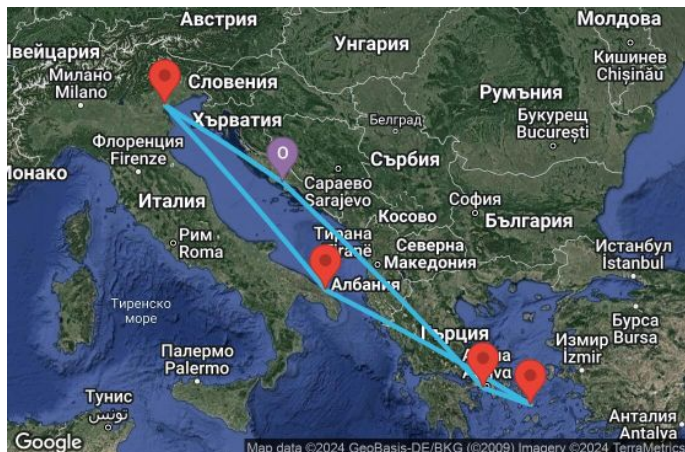 Австрия
Молдова
Швейцария
Унгария
Кишинев
Chișinău
Милано
Milano
Словения
Румъния
Хърватия
Белград
Букурещ
București
Флоренция
Firenze
O
Сърбия
Монако
Сараево
Sarajevo
Италия
София
Косово
България
Рим
Roma
Тирана
Северна
Македония
Истанбул
İstanbul
Албания
Тиренско
море
Гърция
Бурса
Bursa
Измир
İzmir
Палермо
Palermo
Тунис
تونس
Анталия
Antalya
Google
Map data ©2024 GeoBasis-DE/BKG (©2009) Imagery ©2024 TerraMetrics